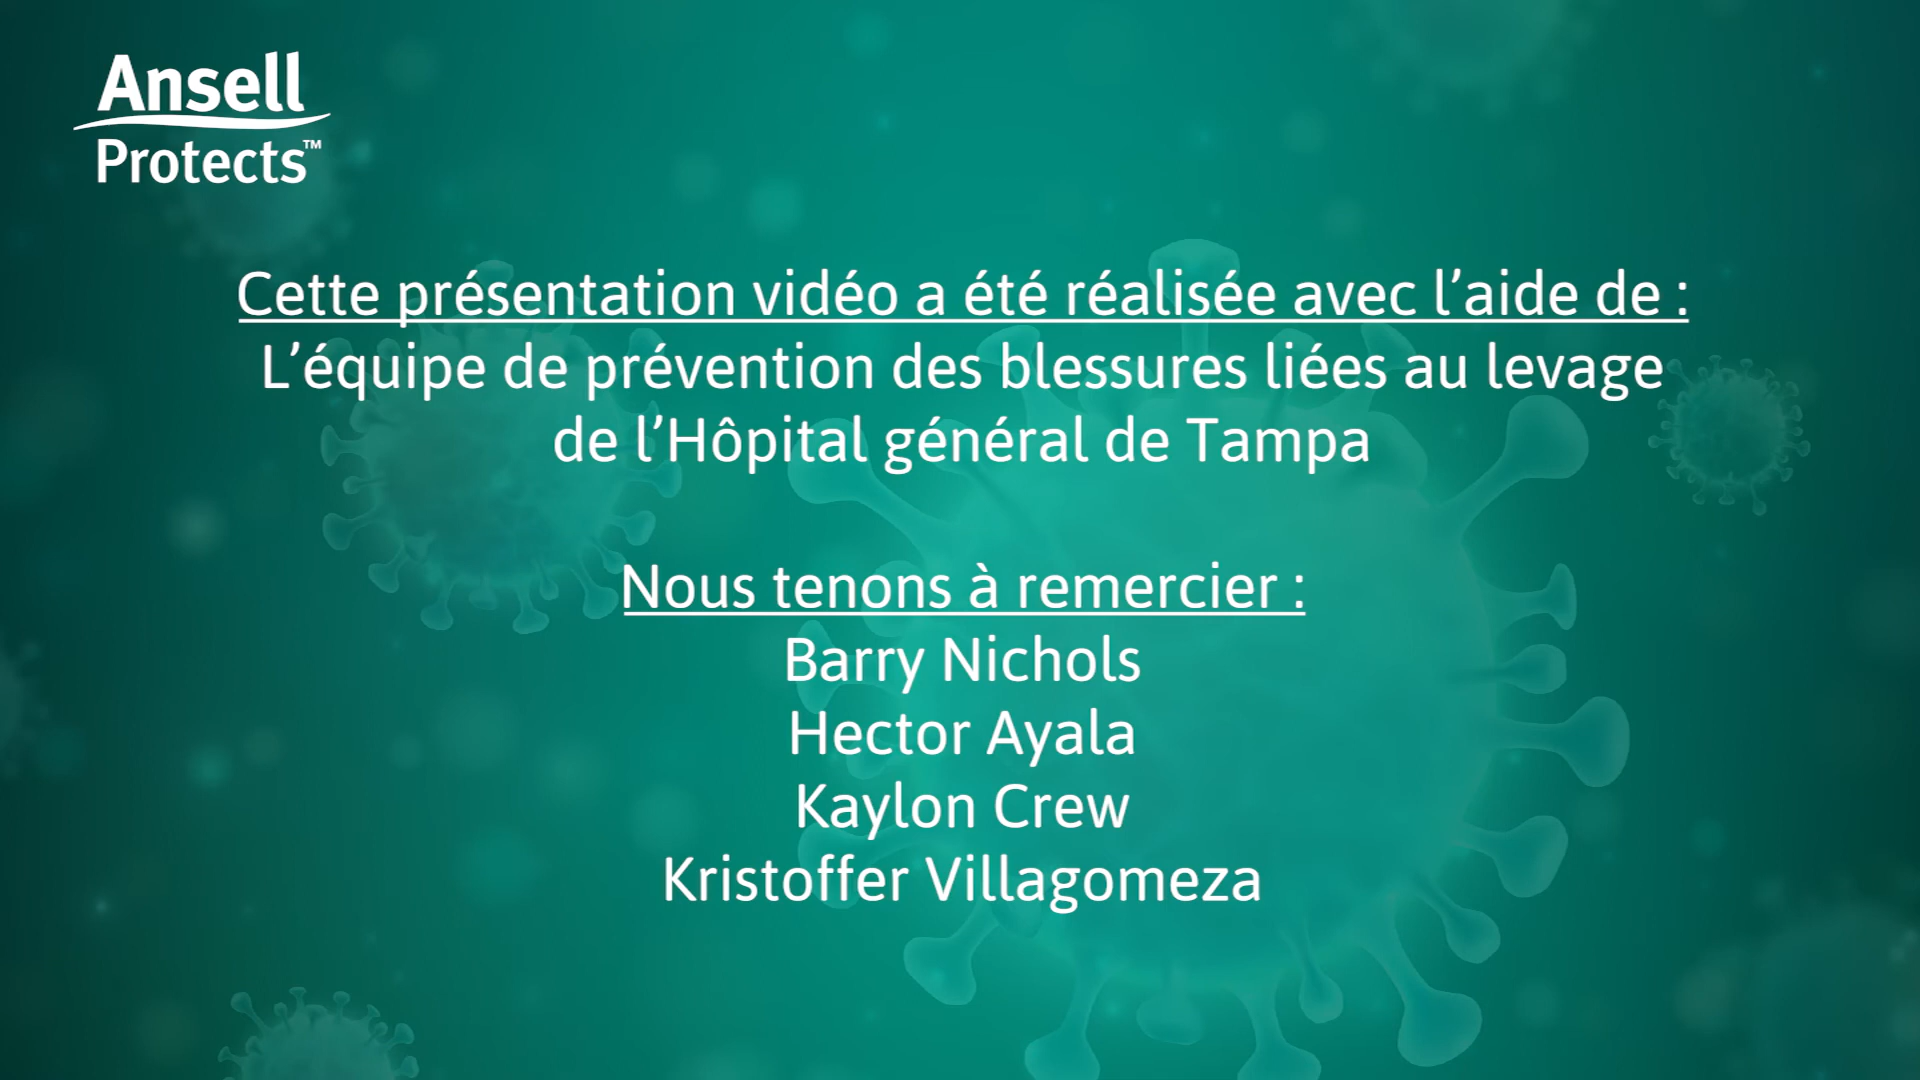 Ansell
Protects™
Cette présentation vidéo a été réalisée avec l’aide de :
L’équipe de prévention des blessures liées au levage
de l’Hôpital général de Tampa
Nous tenons à remercier :
Barry Nichols
Hector Ayala
Kaylon Crew
Kristoffer Villagomeza